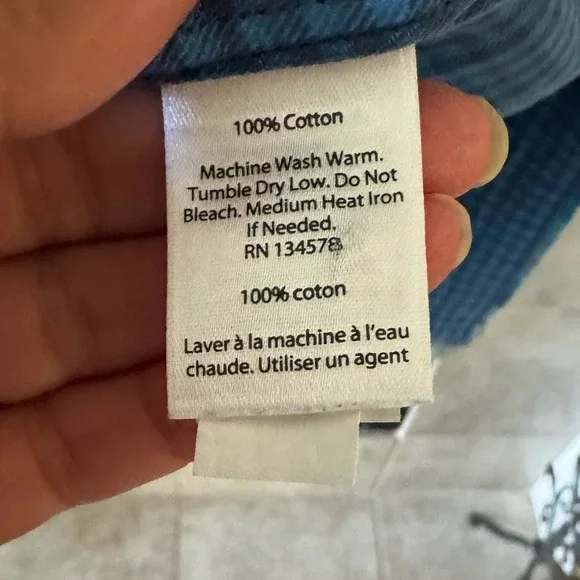 100% Cotton
Machine Wash Warm.
Tumble Dry Low. Do Not
Bleach. Medium Heat Iron
If Needed.
RN 134578
100% coton
Laver à la machine à l'eau
chaude. Utiliser un agent